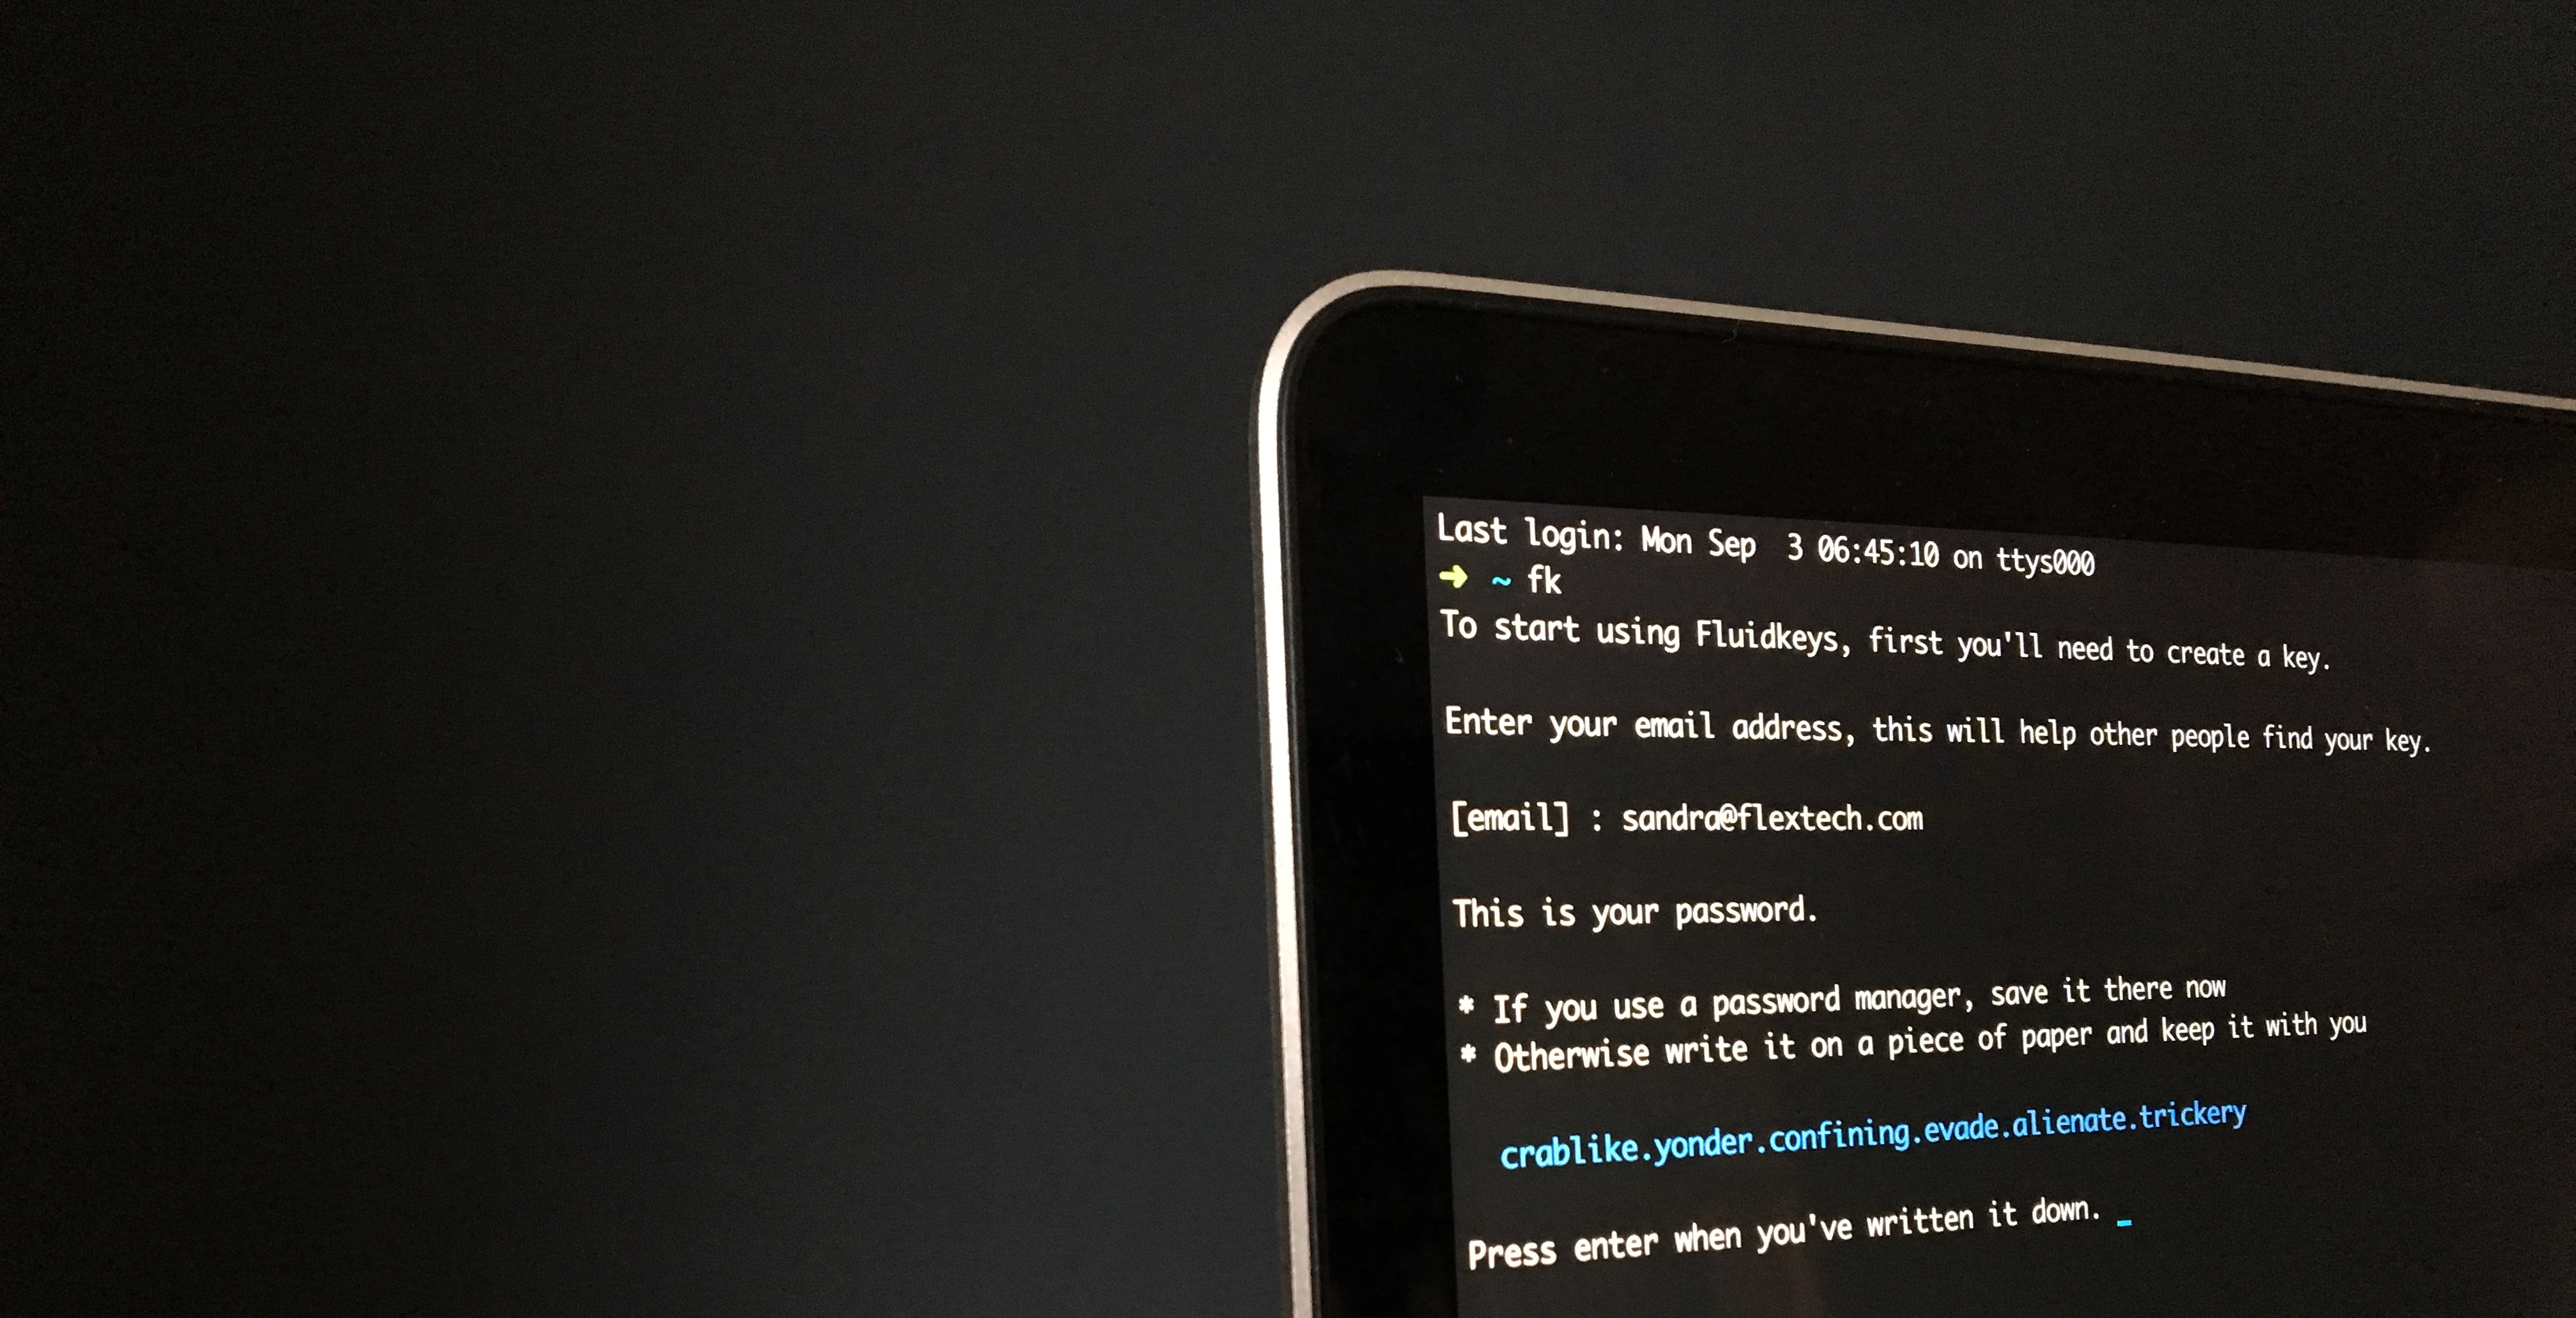 Last login: Mon Sep  3 06:45:10 on ttys000
➜ ~ fk
To start using Fluidkeys, first you'll need to create a key.
Enter your email address, this will help other people find your key.
[email] : sandra@flextech.com
This is your password.
* If you use a password manager, save it there now
* Otherwise write it on a piece of paper and keep it with you
crablike.yonder.confining.evade.alienate.trickery
Press enter when you've written it down. _